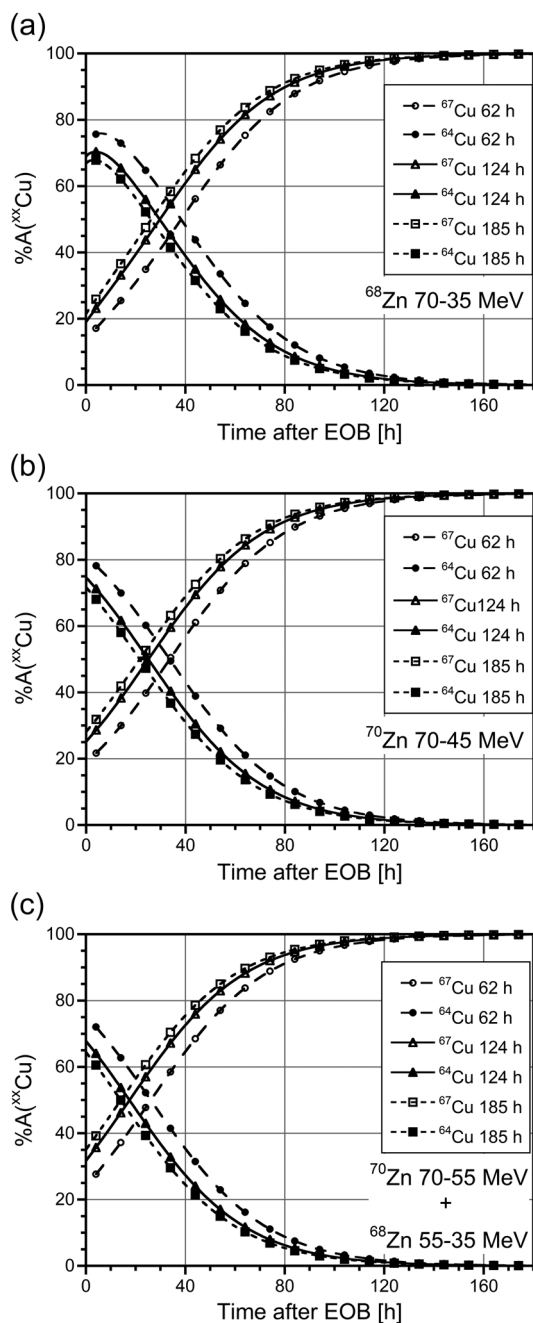 (a)
100
80
60
40
20
0
%A(ˣˣCu)
⁶⁷Cu 62 h
⁶⁴Cu 62 h
⁶⁷Cu 124 h
⁶⁴Cu 124 h
⁶⁷Cu 185 h
⁶⁴Cu 185 h
⁶⁸Zn 70-35 MeV
0 40 80 120 160
Time after EOB [h]
(b)
100
80
60
40
20
0
%A(ˣˣCu)
⁶⁷Cu 62 h
⁶⁴Cu 62 h
⁶⁷Cu124 h
⁶⁴Cu 124 h
⁶⁷Cu 185 h
⁶⁴Cu 185 h
⁷⁰Zn 70-45 MeV
0 40 80 120 160
Time after EOB [h]
(c)
100
80
60
40
20
0
%A(ˣˣCu)
⁶⁷Cu 62 h
⁶⁴Cu 62 h
⁶⁷Cu 124 h
⁶⁴Cu 124 h
⁶⁷Cu 185 h
⁶⁴Cu 185 h
⁷⁰Zn 70-55 MeV
+
⁶⁸Zn 55-35 MeV
0 40 80 120 160
Time after EOB [h]